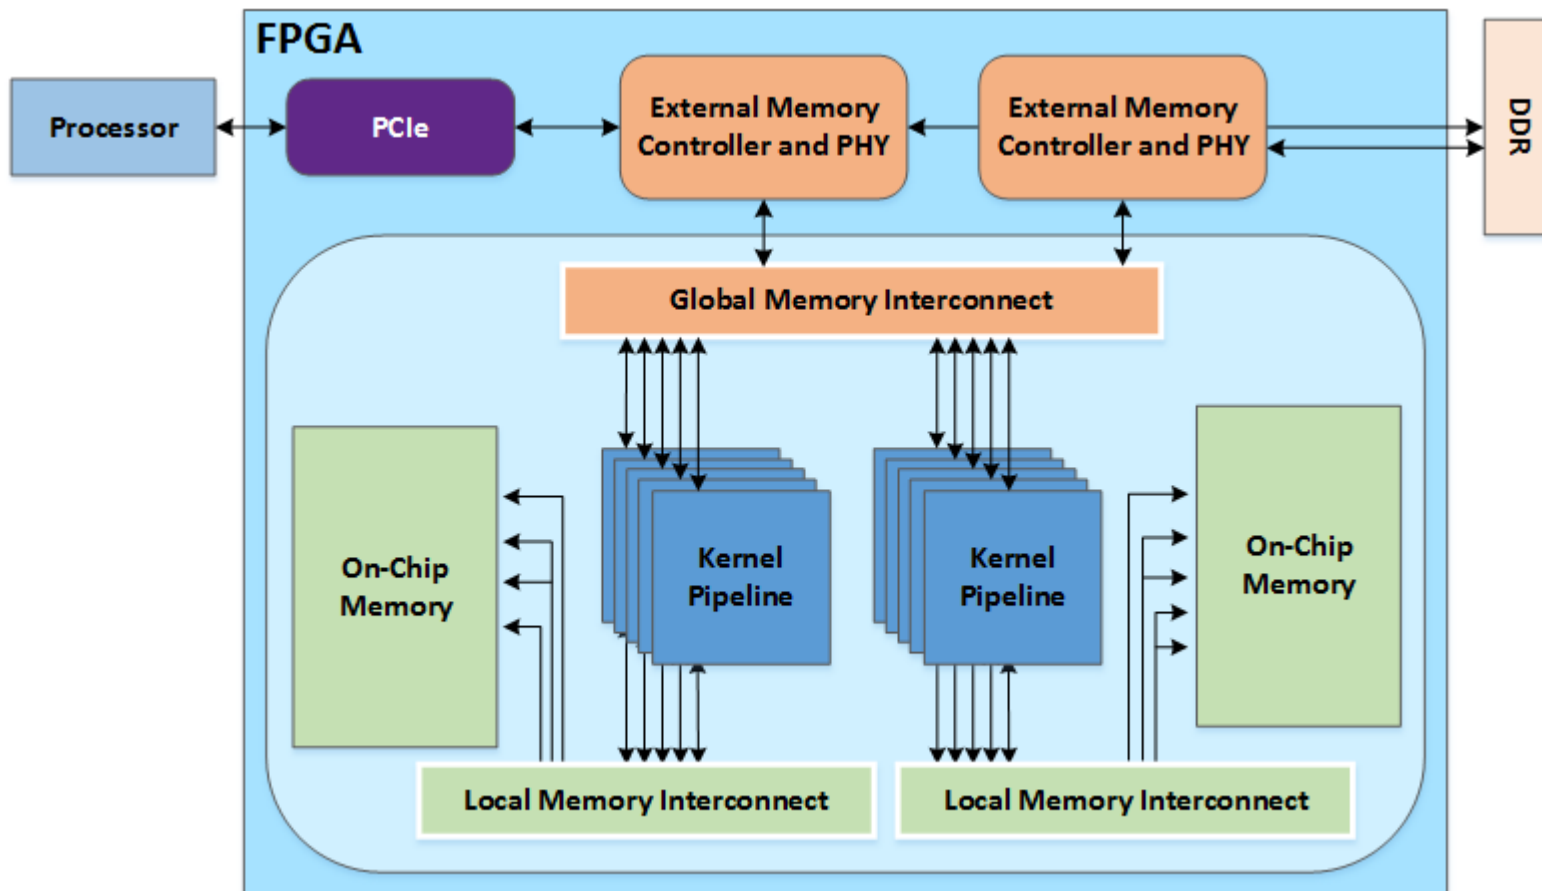 FPGA
Processor
PCIe
External Memory
Controller and PHY
External Memory
Controller and PHY
DDR
Global Memory Interconnect
On-Chip
Memory
Kernel
Pipeline
Kernel
Pipeline
On-Chip
Memory
Local Memory Interconnect
Local Memory Interconnect